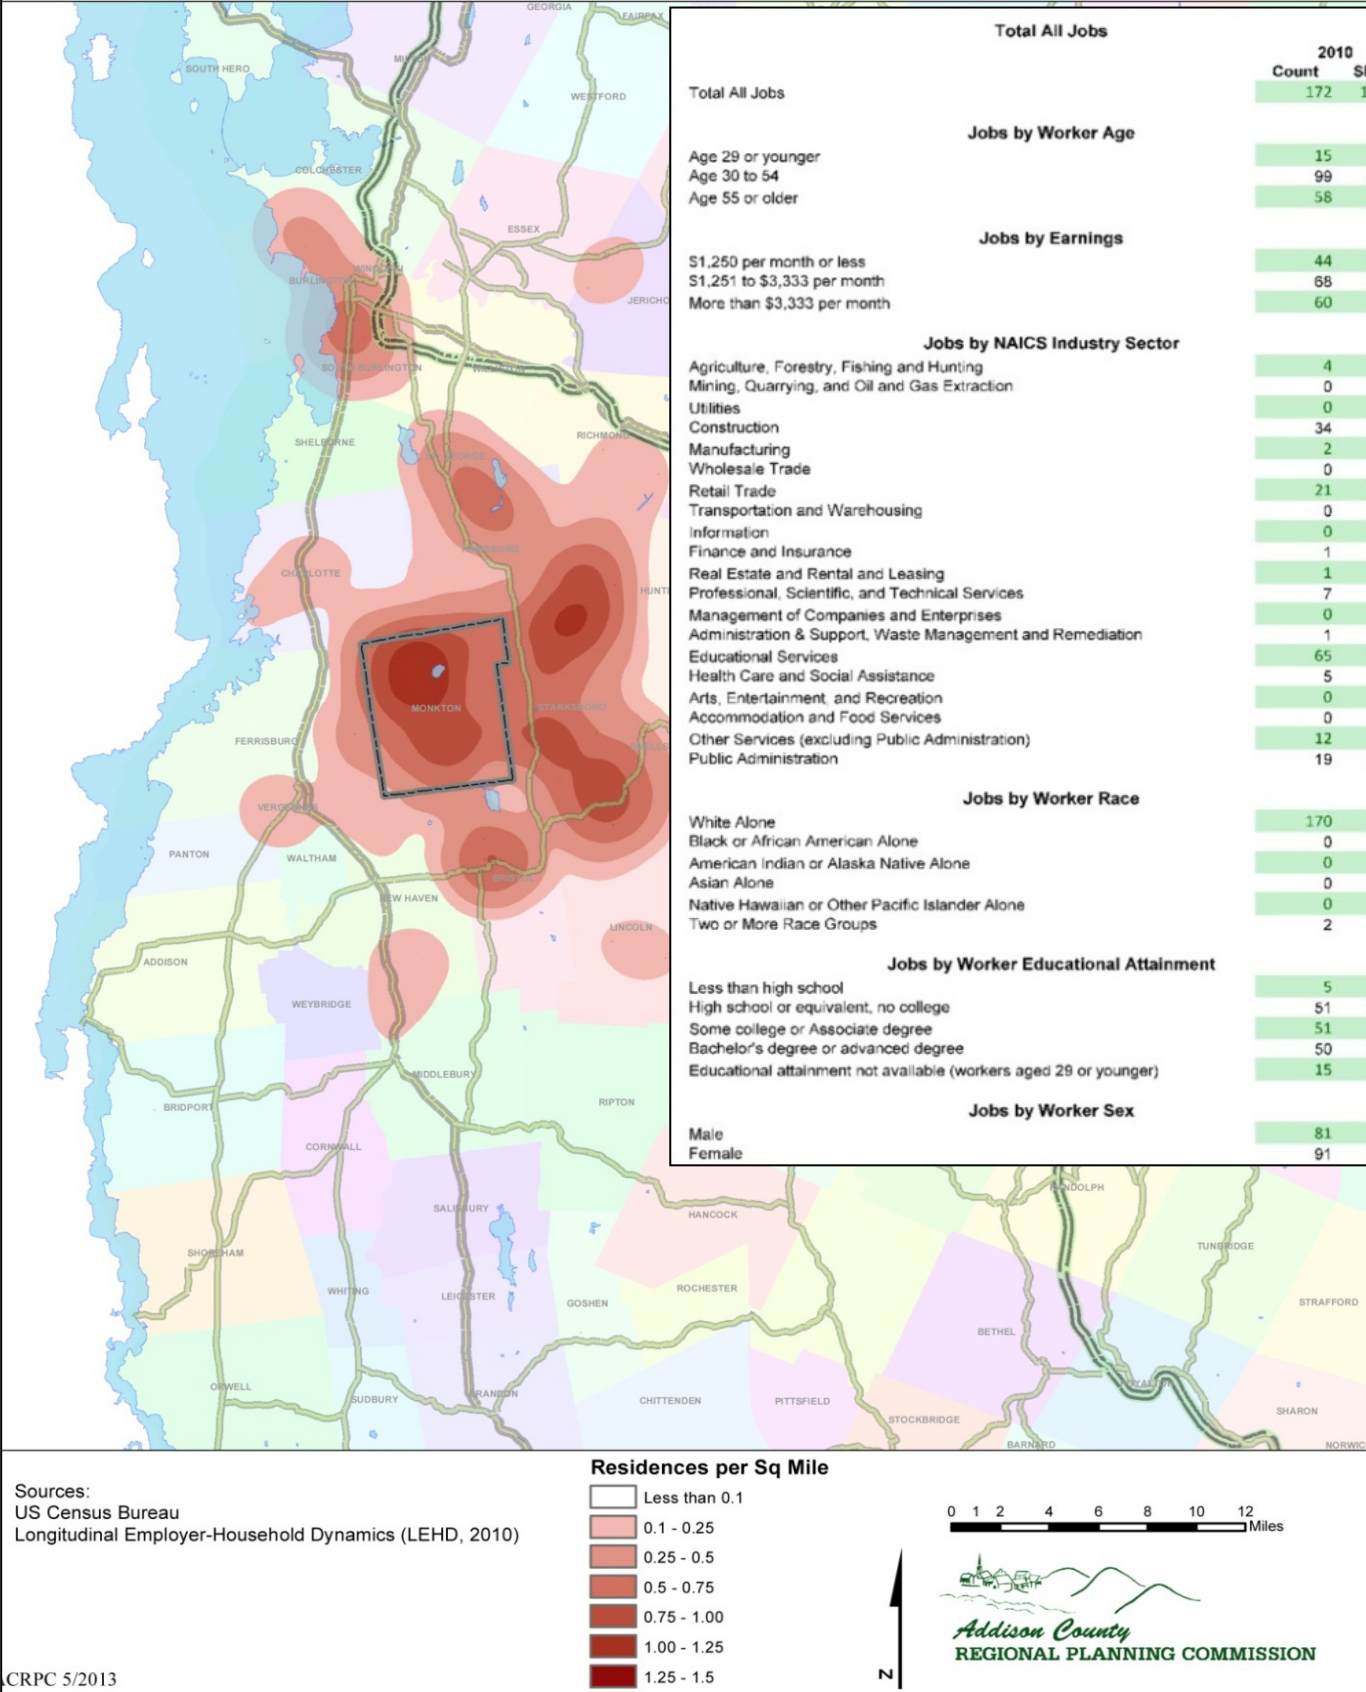 GEORGIA
FAIRFAX
SOUTH HERO
WESTFORD
COLCHESTER
ESSEX
BURLINGTON
JERICHO
SOUTH BURLINGTON
RICHMOND
SHELBURNE
CHARLOTTE
HUNT
MONKTON
STARKSBORO
FERRISBURG
PANTON
WALTHAM
BRISTOL
NEW HAVEN
LINCOLN
ADDISON
WEYBRIDGE
MIDDLEBURY
RIPTON
BRIDPORT
CORNWALL
SALISBURY
HANCOCK
RANDOLPH
SHOREHAM
TUNBRIDGE
WHITING
LEICESTER
GOSHEN
ROCHESTER
STRAFFORD
BETHEL
ORWELL
SUDBURY
BRANDON
CHITTENDEN
PITTSFIELD
STOCKBRIDGE
SHARON
BARNARD
NORWIC
Total All Jobs
2010
Count S
Total All Jobs 172 1
Jobs by Worker Age
Age 29 or younger 15
Age 30 to 54 99
Age 55 or older 58
Jobs by Earnings
$1,250 per month or less 44
$1,251 to $3,333 per month 68
More than $3,333 per month 60
Jobs by NAICS Industry Sector
Agriculture, Forestry, Fishing and Hunting 4
Mining, Quarrying, and Oil and Gas Extraction 0
Utilities 0
Construction 34
Manufacturing 2
Wholesale Trade 0
Retail Trade 21
Transportation and Warehousing 0
Information 0
Finance and Insurance 1
Real Estate and Rental and Leasing 1
Professional, Scientific, and Technical Services 7
Management of Companies and Enterprises 0
Administration & Support, Waste Management and Remediation 1
Educational Services 65
Health Care and Social Assistance 5
Arts, Entertainment, and Recreation 0
Accommodation and Food Services 0
Other Services (excluding Public Administration) 12
Public Administration 19
Jobs by Worker Race
White Alone 170
Black or African American Alone 0
American Indian or Alaska Native Alone 0
Asian Alone 0
Native Hawaiian or Other Pacific Islander Alone 0
Two or More Race Groups 2
Jobs by Worker Educational Attainment
Less than high school 5
High school or equivalent, no college 51
Some college or Associate degree 51
Bachelor's degree or advanced degree 50
Educational attainment not available (workers aged 29 or younger) 15
Jobs by Worker Sex
Male 81
Female 91
Sources:
US Census Bureau
Longitudinal Employer-Household Dynamics (LEHD, 2010)
CRPC 5/2013
Residences per Sq Mile
Less than 0.1
0.1 - 0.25
0.25 - 0.5
0.5 - 0.75
0.75 - 1.00
1.00 - 1.25
1.25 - 1.5
0 1 2 4 6 8 10 12
Miles
N
Addison County
REGIONAL PLANNING COMMISSION